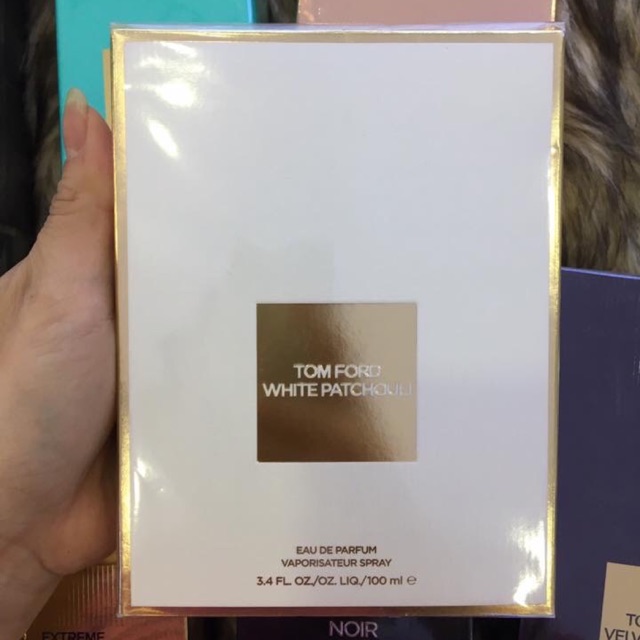 TOM FORD
WHITE PATCHOULI
EAU DE PARFUM
VAPORISATEUR SPRAY
3.4 FL. OZ./OZ. LIQ./100 ml ℮
EXTREME
NOIR